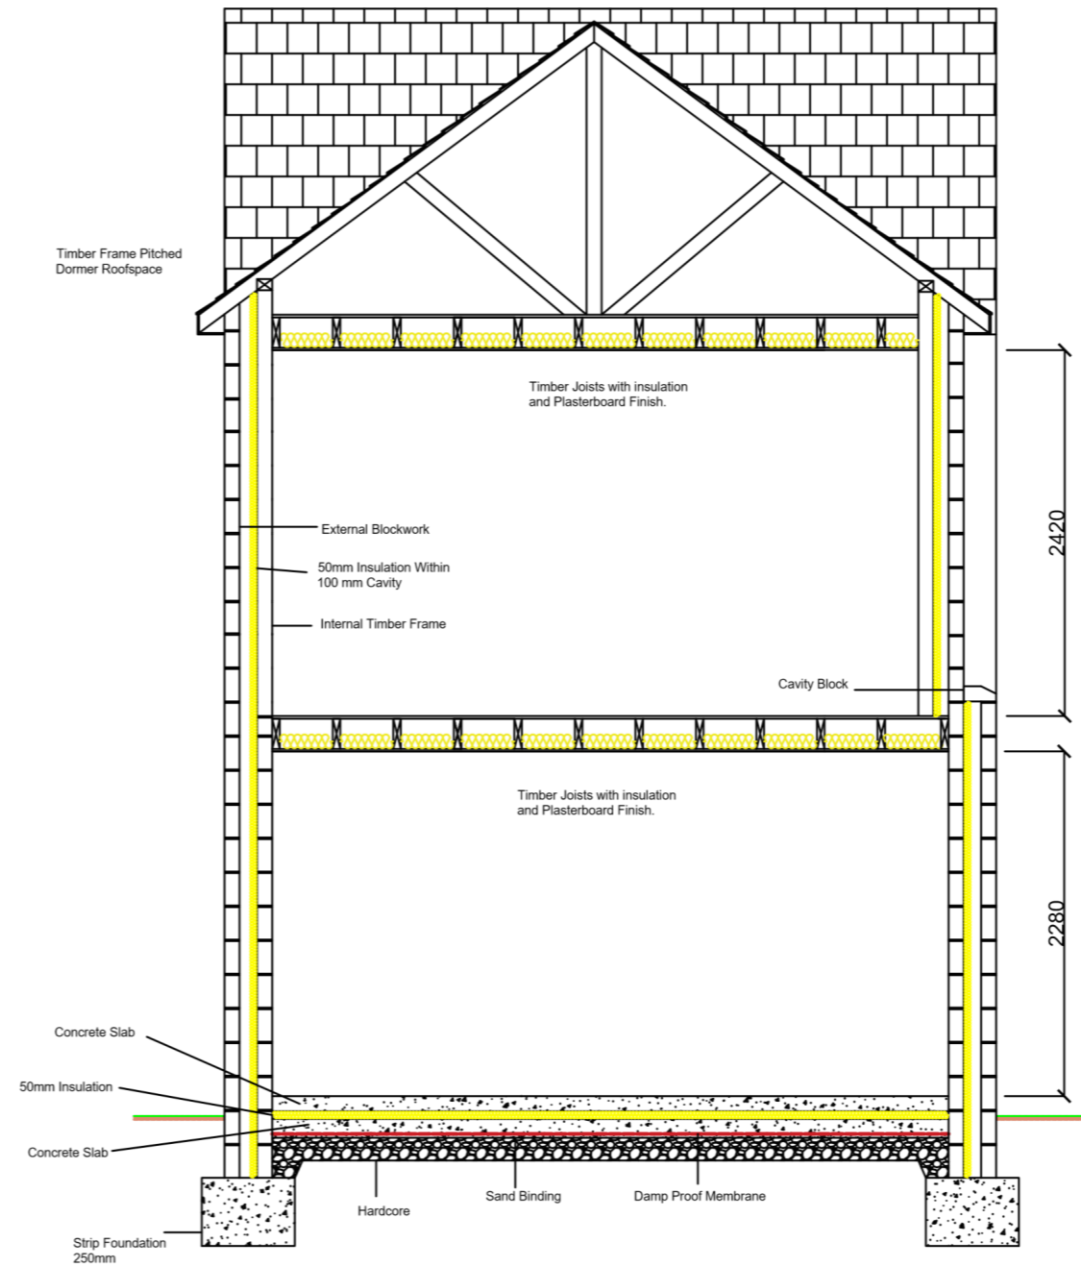 Timber Frame Pitched
Dormer Roofspace
Timber Joists with insulation
and Plasterboard Finish.
2420
External Blockwork
50mm Insulation Within
100 mm Cavity
Internal Timber Frame
Cavity Block
Timber Joists with insulation
and Plasterboard Finish.
2280
Concrete Slab
50mm Insulation
Concrete Slab
Hardcore
Sand Binding
Damp Proof Membrane
Strip Foundation
250mm